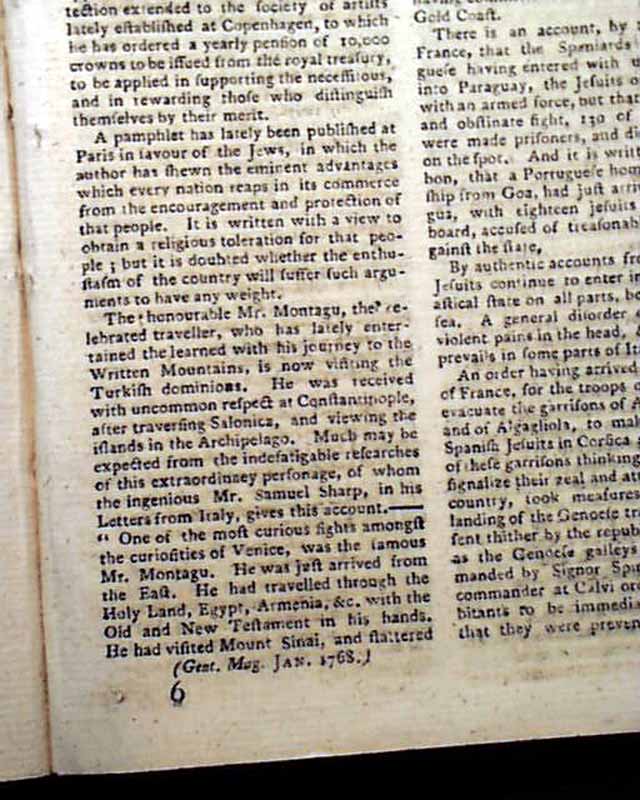 tection extended to the society of artists
lately eſtabliſhed at Copenhagen, to which
he has ordered a yearly penſion of 10,000
crowns to be iſſued from the royal treaſury,
to be applied in ſupporting the neceſſitous,
and in rewarding thoſe who diſtinguiſh
themſelves by their merit.
A pamphlet has lately been publiſhed at
Paris in favour of the Jews, in which the
author has ſhewn the eminent advantages
which every nation reaps in its commerce
from the encouragement and protection of
that people. It is written with a view to
obtain a religious toleration for that peo-
ple ; but it is doubted whether the enthu-
ſiaſm of the country will ſuffer ſuch argu-
ments to have any weight.
The honourable Mr. Montagu, the ce-
lebrated traveller, who has lately enter-
tained the learned with his journey to the
Written Mountains, is now viſiting the
Turkiſh dominions. He was received
with uncommon reſpect at Conſtantinople,
after traverſing Salonica, and viewing the
iſlands in the Archipelago. Much may be
expected from the indefatigable reſearches
of this extraordinary perſonage, of whom
the ingenious Mr. Samuel Sharp, in his
Letters from Italy, gives this account.——
“ One of the moſt curious ſights amongſt
the curioſities of Venice, was the famous
Mr. Montagu. He was juſt arrived from
the Eaſt. He had travelled through the
Holy Land, Egypt, Armenia, &c. with the
Old and New Teſtament in his hands.
He had viſited Mount Sinai, and flattered
(Gent. Mag. JAN. 1768.)
6
Gold Coaſt.
There is an account, by
France, that the Spaniards
gueſe having entered with
into Paraguay, the Jeſuits
with an armed force, but that
and obſtinate fight, 130 of
were made priſoners, and
on the ſpot. And it is
bon, that a Portugueſe
ſhip from Goa, had juſt
gua, with eighteen jeſuits
board, accuſed of
gainſt the ſtate,
By authentic accounts
Jeſuits continue to enter
aſtical ſtate on all parts,
ſea. A general diſorder
violent pains in the head,
prevails in ſome parts of
An order having arrived
of France, for the troops
evacuate the garriſons of
and of Algagliola, to
Spaniſh Jeſuits in Corſica
of theſe garriſons thinking
ſignalize their zeal and
country, took meaſures
landing of the Genoeſe
ſent thither by the
as the Genoeſe galleys
manded by Signor
commander at Calvi
bitants to be
that they were